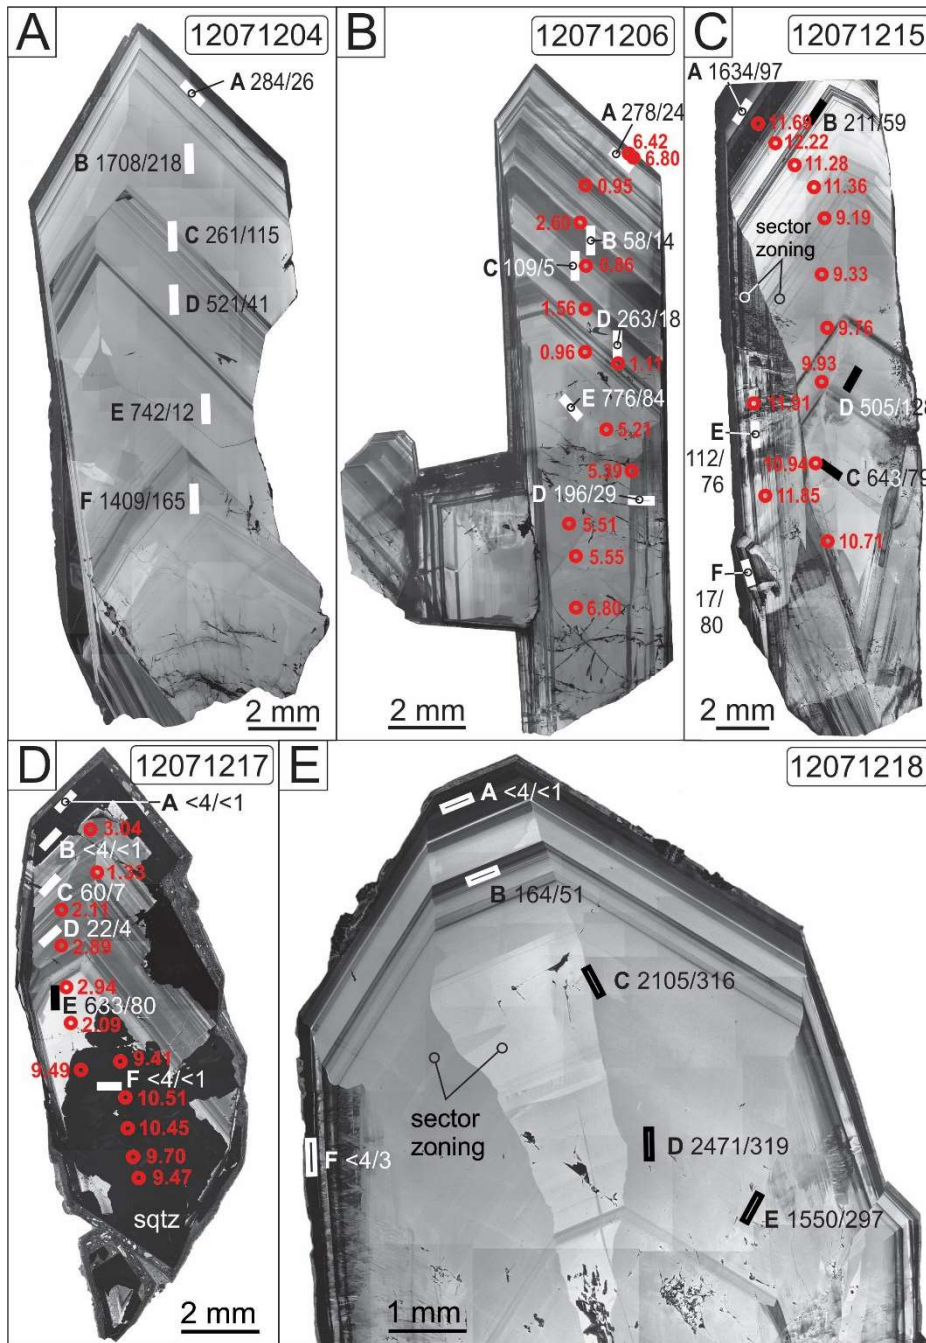 A
12071204
A 284/26
B 1708/218
C 261/115
D 521/41
E 742/12
F 1409/165
2 mm
B
12071206
A
278/24
6.42
6.80
0.95
2.60
B 58/14
C 109/5
0.86
1.56
D
263/18
0.96
1.11
E 776/84
5.21
5.39
D 196/29
5.51
5.55
6.80
2 mm
C
12071215
A 1634/97
11.69
B 211/59
12.22
11.28
11.36
9.19
sector
zoning
9.33
9.76
9.93
D 505/128
11.91
E
112/
76
10.94
C 643/79
11.85
10.71
F
17/
80
2 mm
D
12071217
A <4/<1
3.04
B <4/<1
1.33
C 60/7
2.11
D 22/4
2.89
2.94
E 633/80
2.09
9.41
9.49
F <4/<1
10.51
10.45
9.70
9.47
sqtz
2 mm
E
12071218
A <4/<1
B 164/51
C 2105/316
sector
zoning
D 2471/319
F <4/3
E 1550/297
1 mm